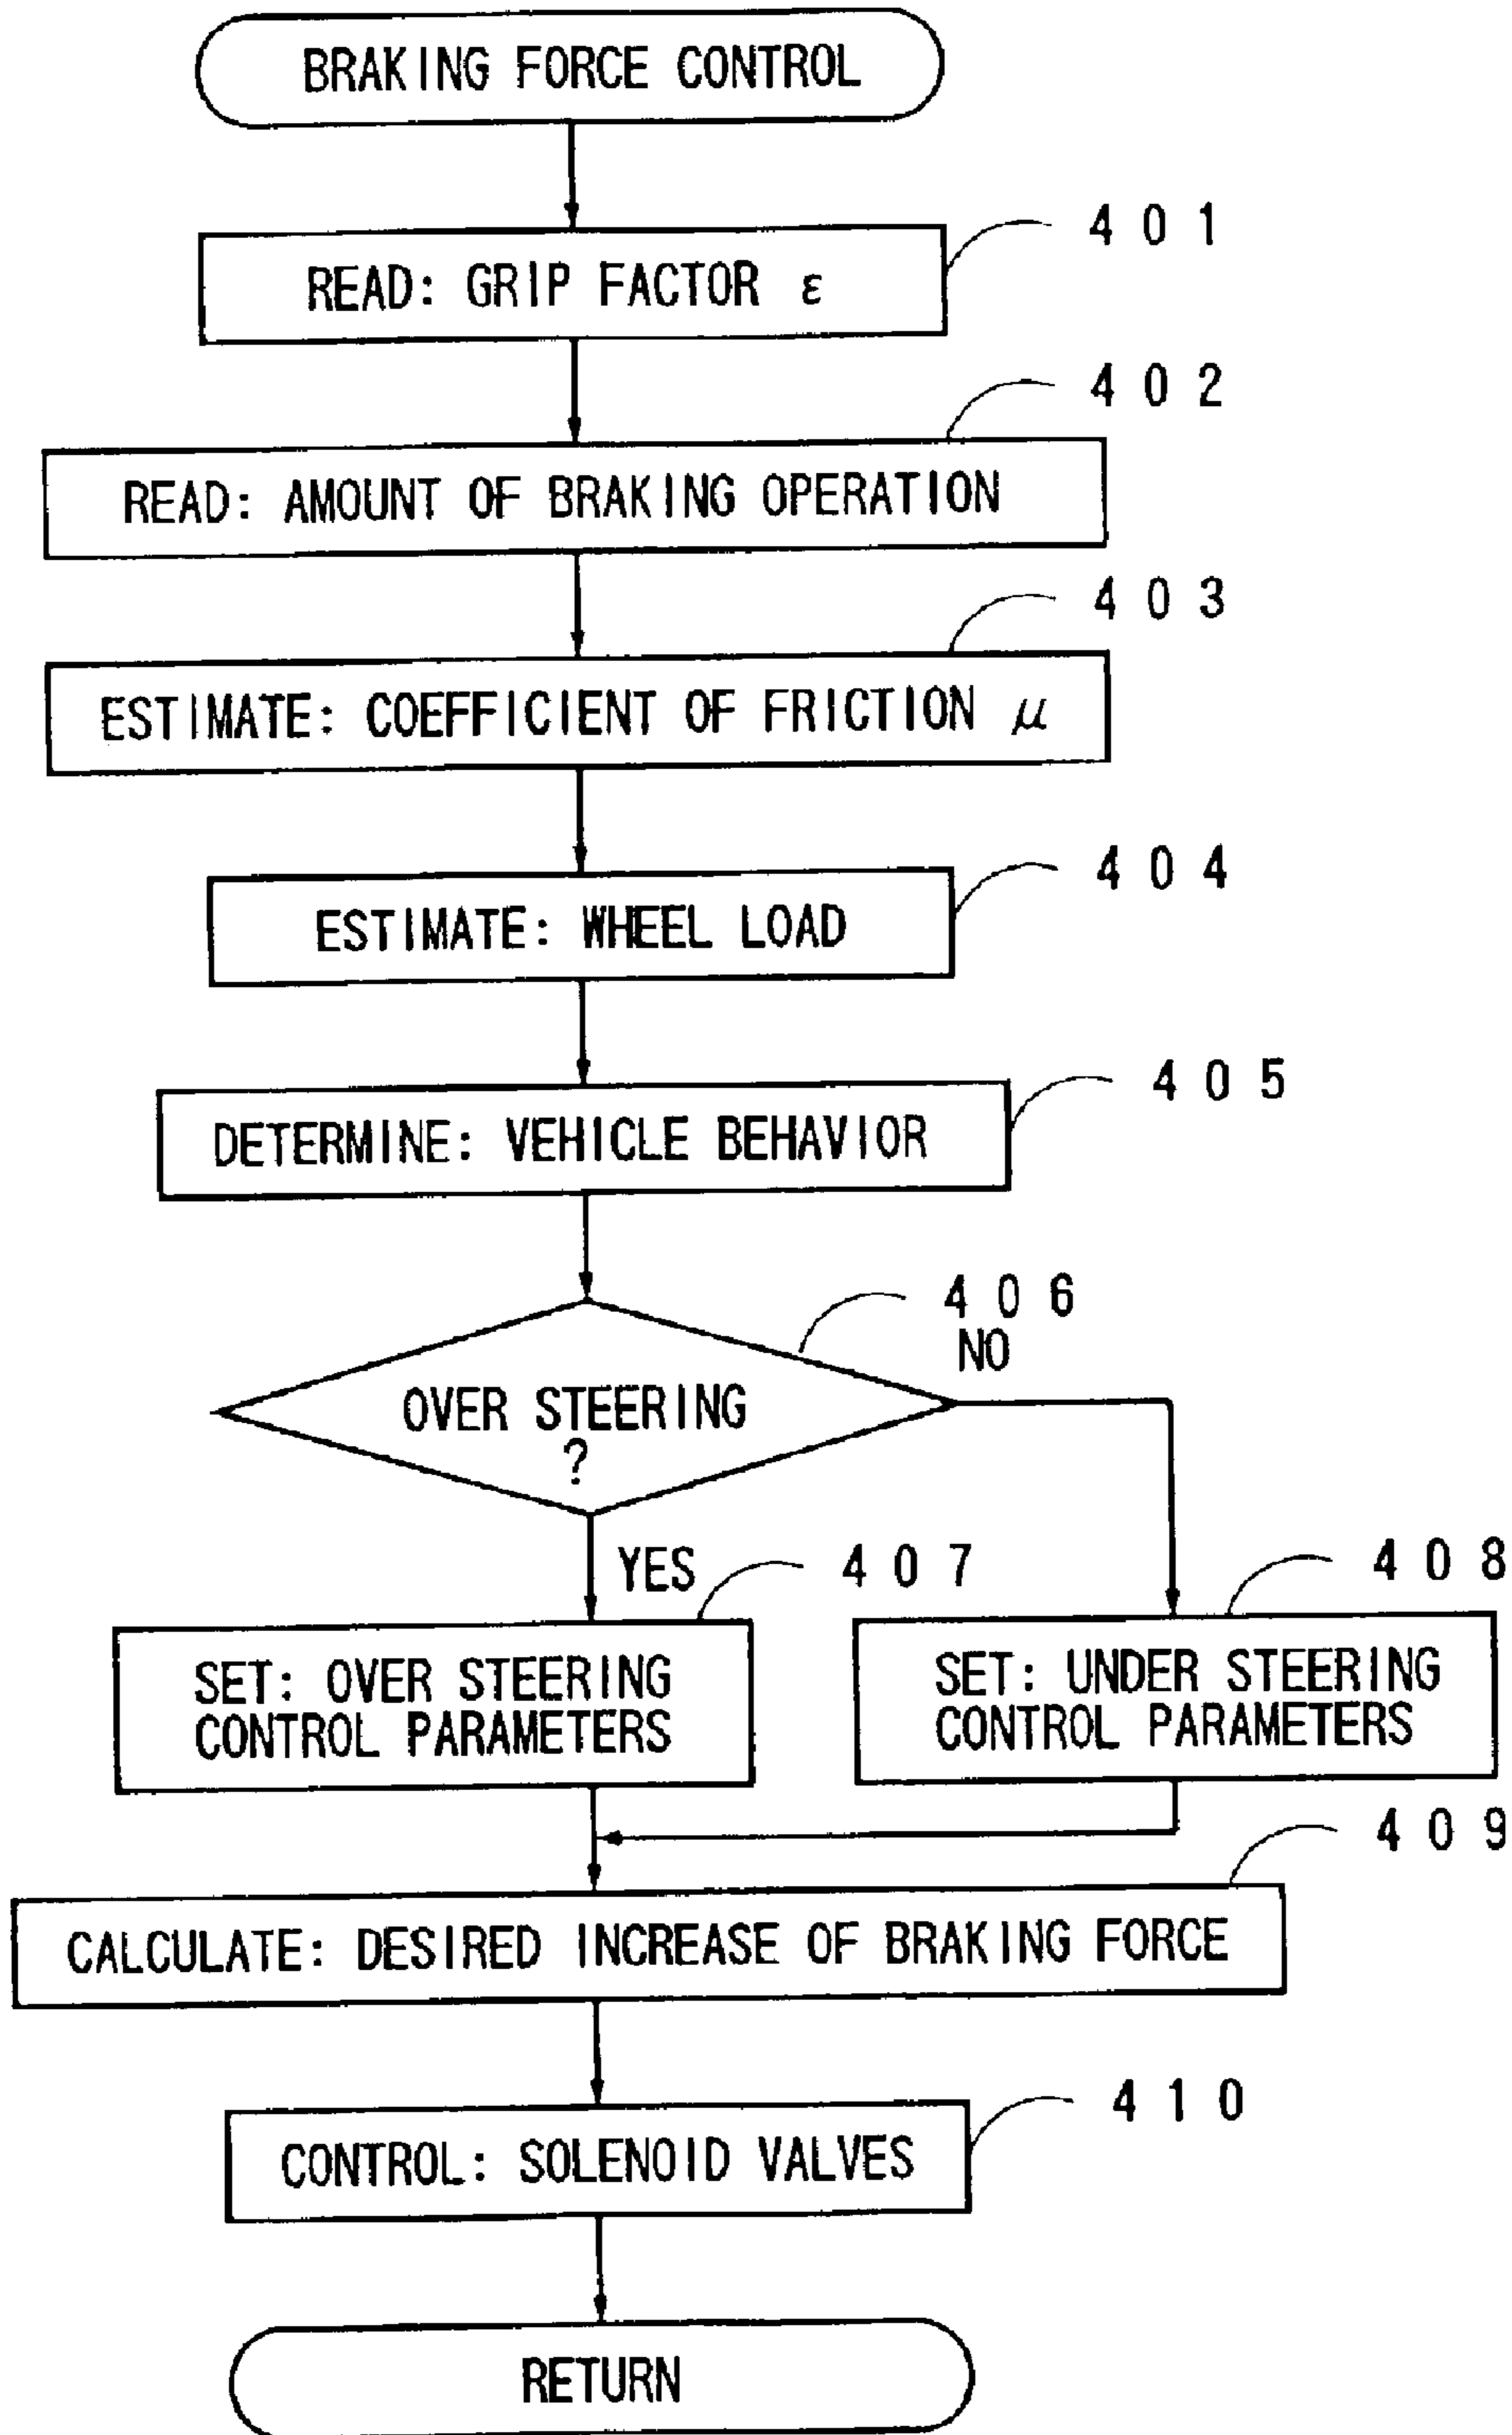 BRAKING FORCE CONTROL
401
READ: GRIP FACTOR ε
402
READ: AMOUNT OF BRAKING OPERATION
403
ESTIMATE: COEFFICIENT OF FRICTION μ
404
ESTIMATE: WHEEL LOAD
405
DETERMINE: VEHICLE BEHAVIOR
406
NO
OVER STEERING
?
YES
407
408
SET: OVER STEERING
CONTROL PARAMETERS
SET: UNDER STEERING
CONTROL PARAMETERS
409
CALCULATE: DESIRED INCREASE OF BRAKING FORCE
410
CONTROL: SOLENOID VALVES
RETURN